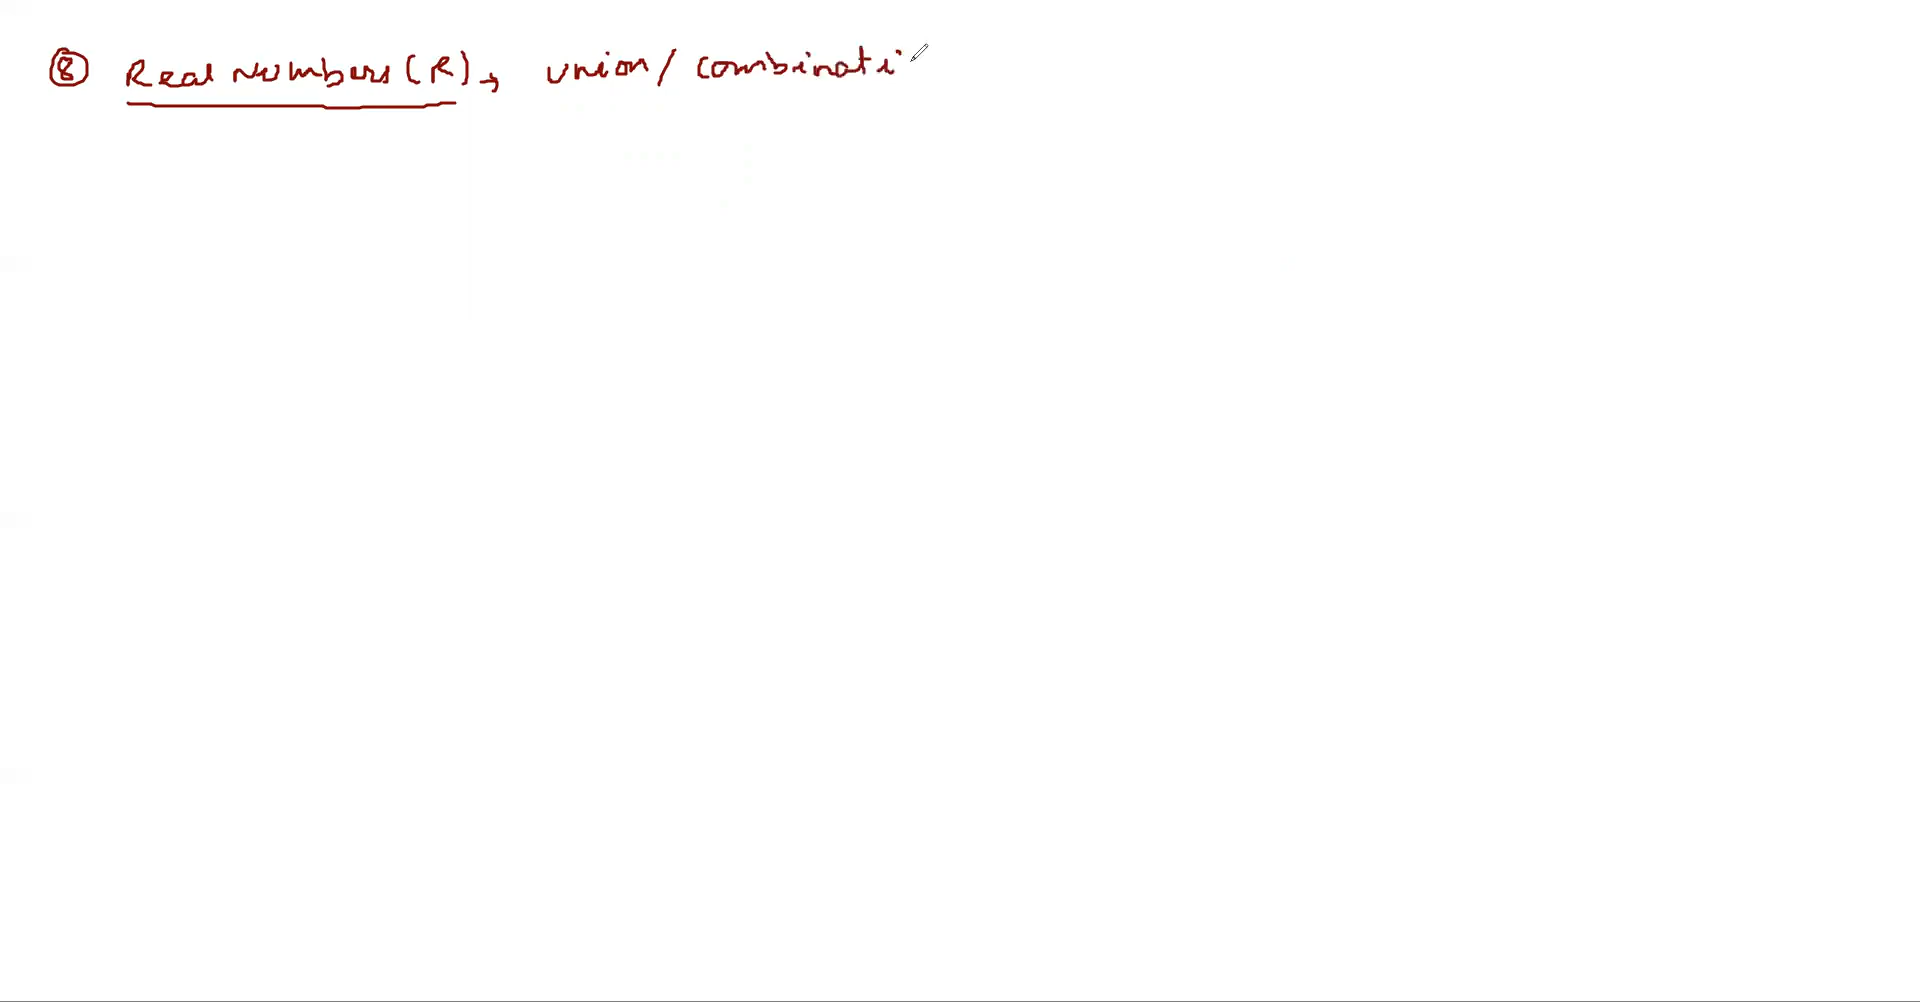 ⑧ Real Numbers (R) → union / combinati